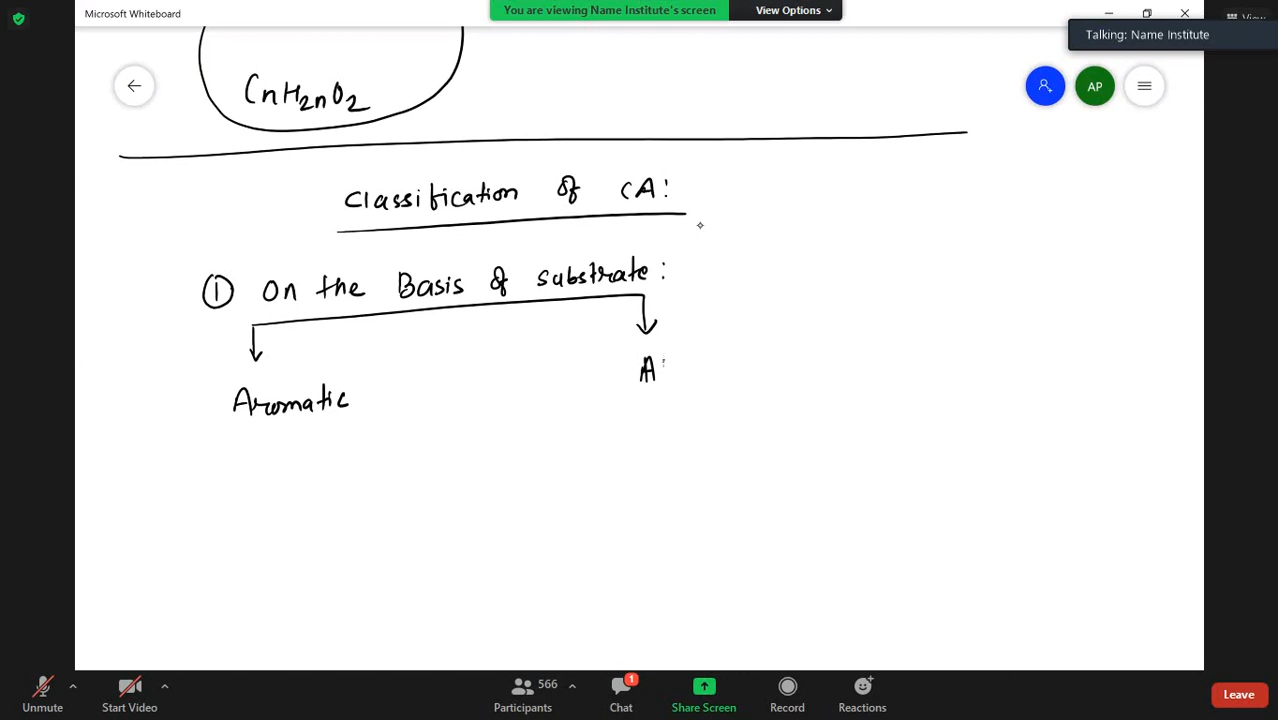 Microsoft Whiteboard
You are viewing Name Institute's screen
View Options
View
Talking: Name Institute
CnH2nO2
AP
Classification of CA:
① On the Basis of substrate:
Aromatic
A
Unmute
Start Video
566
Participants
1
Chat
Share Screen
Record
Reactions
Leave